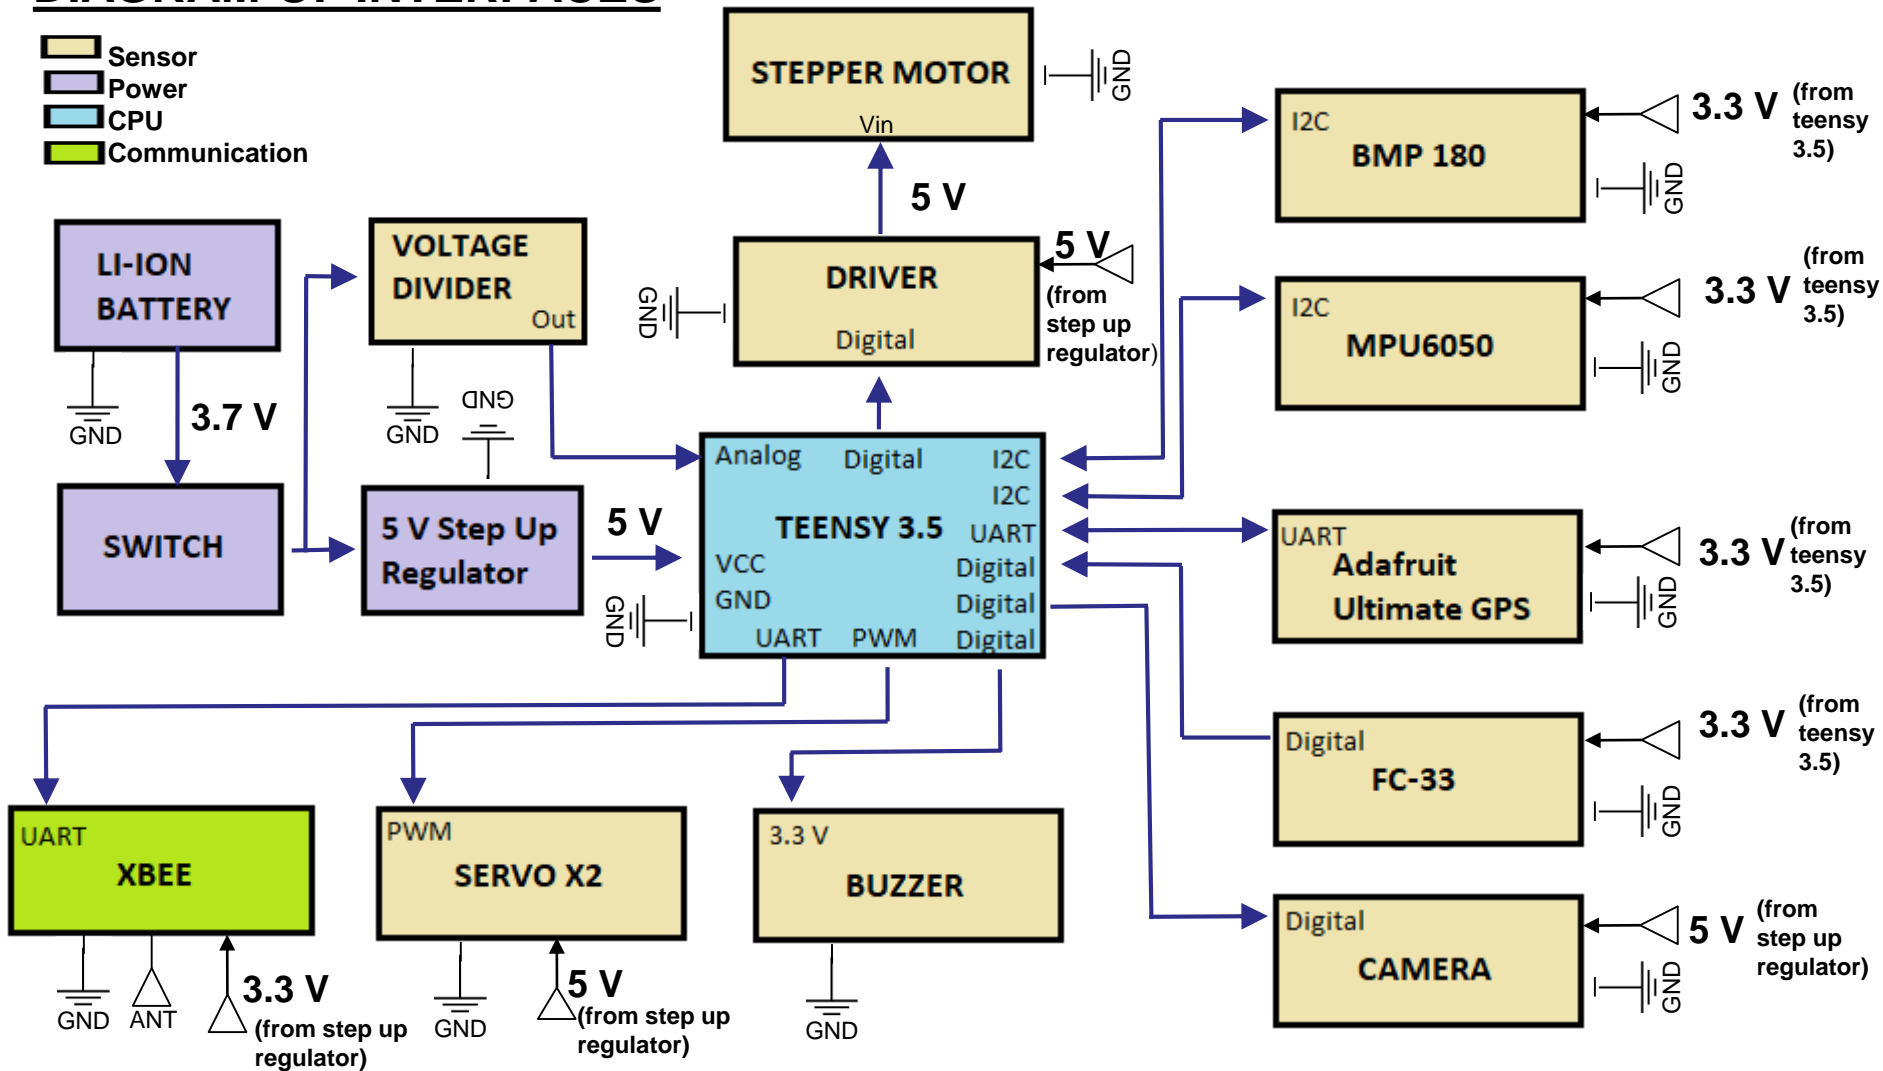 DIAGRAM OF INTERFACES
Sensor
Power
CPU
Communication
STEPPER MOTOR
Vin
GND
5 V
DRIVER
Digital
GND
5 V
(from
step up
regulator)
LI-ION
BATTERY
GND
3.7 V
SWITCH
VOLTAGE
DIVIDER
Out
GND
GND
5 V Step Up
Regulator
5 V
Analog
Digital
I2C
I2C
TEENSY 3.5
UART
VCC
Digital
GND
Digital
UART
PWM
Digital
GND
I2C
BMP 180
3.3 V
(from
teensy
3.5)
GND
I2C
MPU6050
3.3 V
(from
teensy
3.5)
GND
UART
Adafruit
Ultimate GPS
3.3 V
(from
teensy
3.5)
GND
Digital
FC-33
3.3 V
(from
teensy
3.5)
GND
Digital
CAMERA
5 V
(from
step up
regulator)
GND
UART
XBEE
GND
ANT
3.3 V
(from step up
regulator)
PWM
SERVO X2
GND
5 V
(from step up
regulator)
3.3 V
BUZZER
GND